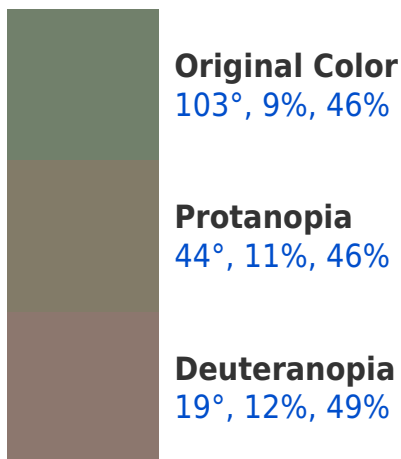 Original Color
103°, 9%, 46%
Protanopia
44°, 11%, 46%
Deuteranopia
19°, 12%, 49%